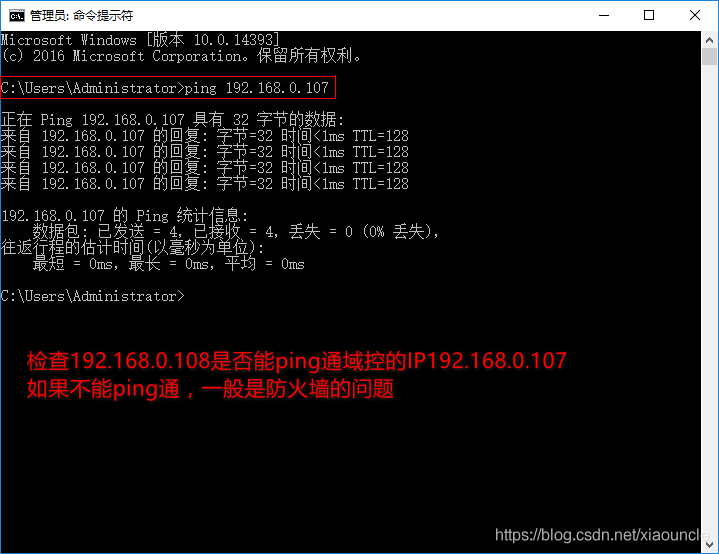 管理员: 命令提示符
Microsoft Windows [版本 10.0.14393]
(c) 2016 Microsoft Corporation。保留所有权利。
C:\Users\Administrator>ping 192.168.0.107
正在 Ping 192.168.0.107 具有 32 字节的数据:
来自 192.168.0.107 的回复: 字节=32 时间<1ms TTL=128
来自 192.168.0.107 的回复: 字节=32 时间<1ms TTL=128
来自 192.168.0.107 的回复: 字节=32 时间<1ms TTL=128
来自 192.168.0.107 的回复: 字节=32 时间<1ms TTL=128
192.168.0.107 的 Ping 统计信息:
数据包: 已发送 = 4, 已接收 = 4, 丢失 = 0 (0% 丢失),
往返行程的估计时间(以毫秒为单位):
最短 = 0ms, 最长 = 0ms, 平均 = 0ms
C:\Users\Administrator>
检查192.168.0.108是否能ping通域控的IP192.168.0.107
如果不能ping通，一般是防火墙的问题
https://blog.csdn.net/xiaouncle